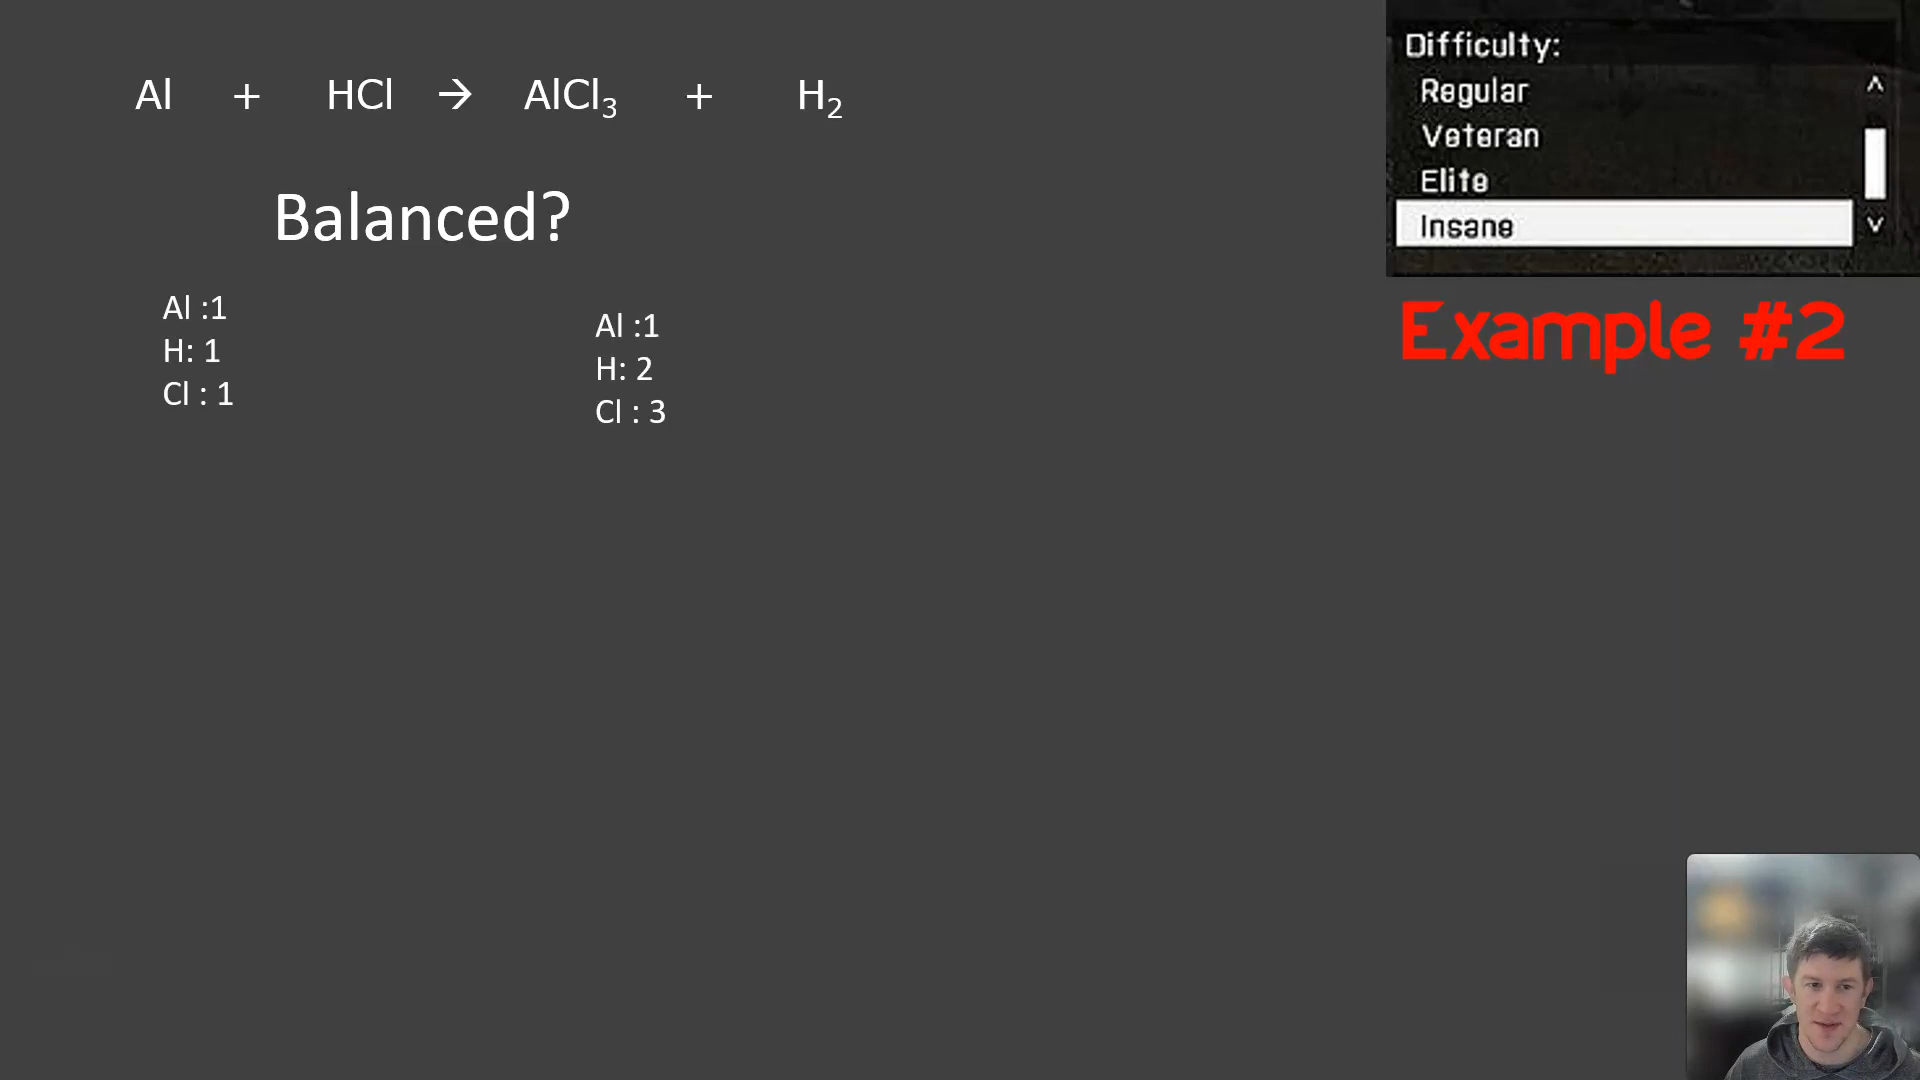 Al + HCl → AlCl₃ + H₂
Balanced?
Al :1
H: 1
Cl : 1
Al :1
H: 2
Cl : 3
Difficulty:
Regular
Veteran
Elite
Insane
Example #2